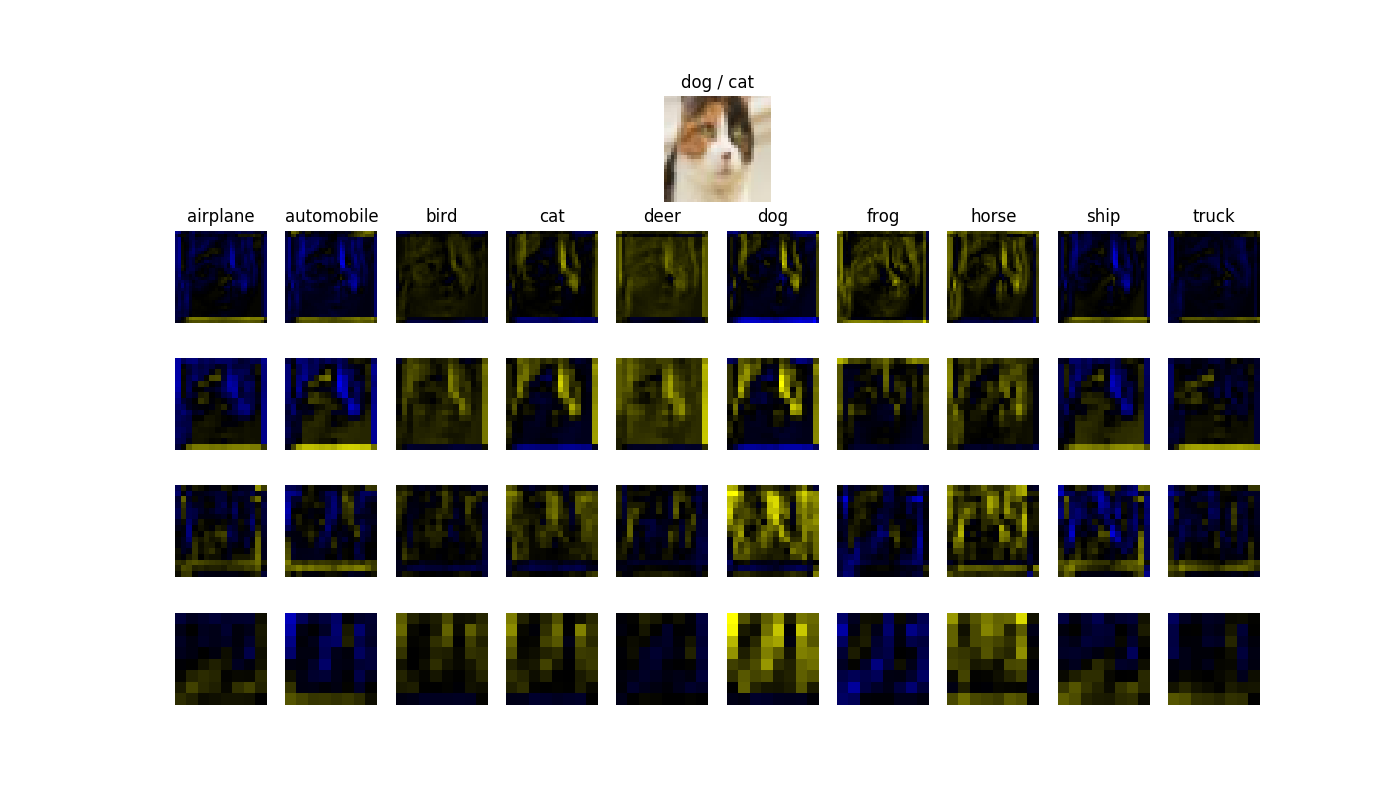 dog / cat
airplane automobile bird cat deer dog frog horse ship truck